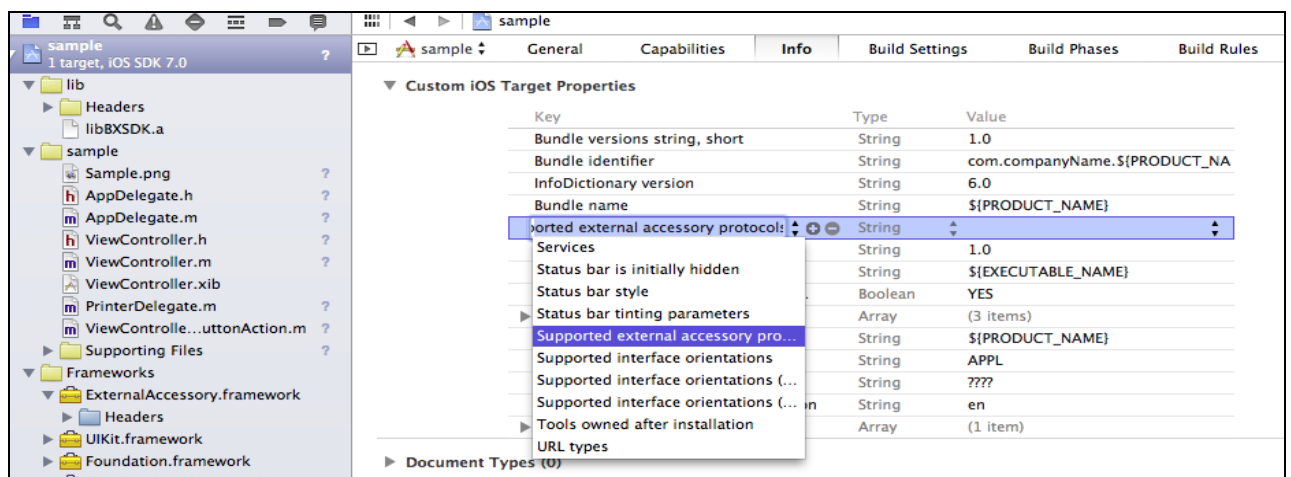 sample
sample
1 target, iOS SDK 7.0
?
sample General Capabilities Info Build Settings Build Phases Build Rules
lib
Headers
libBXSDK.a
sample
Sample.png ?
h AppDelegate.h ?
m AppDelegate.m ?
h ViewController.h ?
m ViewController.m ?
ViewController.xib
m PrinterDelegate.m ?
m ViewControlle...uttonAction.m ?
Supporting Files ?
Frameworks
ExternalAccessory.framework
Headers
UIKit.framework
Foundation.framework
Custom iOS Target Properties
Key Type Value
Bundle versions string, short String 1.0
Bundle identifier String com.companyName.${PRODUCT_NA
InfoDictionary version String 6.0
Bundle name String ${PRODUCT_NAME}
orted external accessory protocols String
Services String 1.0
Status bar is initially hidden String ${EXECUTABLE_NAME}
Status bar style . Boolean YES
Status bar tinting parameters Array (3 items)
Supported external accessory pro... String ${PRODUCT_NAME}
Supported interface orientations String APPL
Supported interface orientations (... String ????
Supported interface orientations (... on String en
Tools owned after installation Array (1 item)
URL types
Document Types (0)